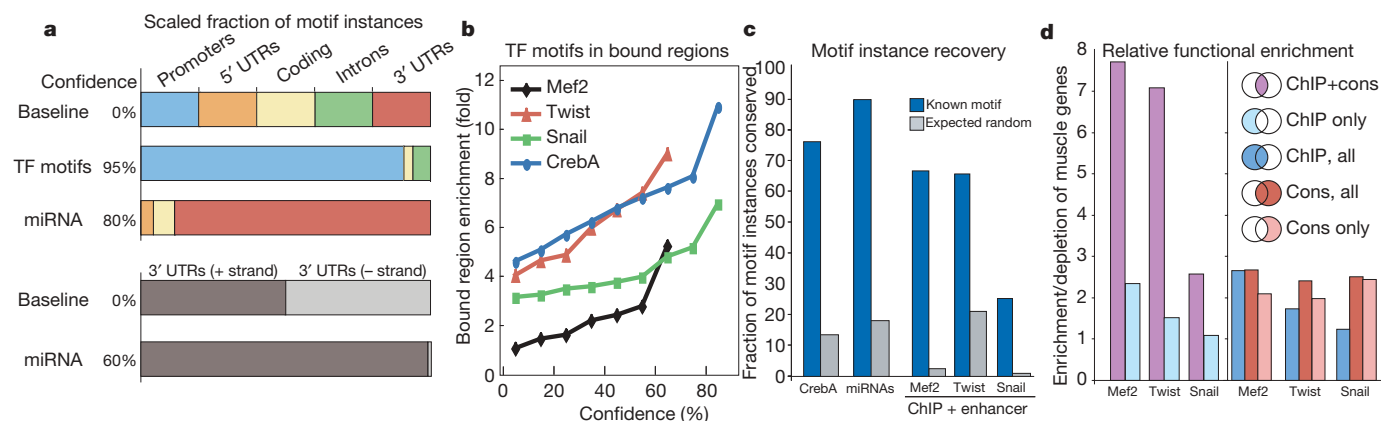 a
Scaled fraction of motif instances
Confidence
Promoters
5′ UTRs
Coding
Introns
3′ UTRs
Baseline 0%
TF motifs 95%
miRNA 80%
3′ UTRs (+ strand) 3′ UTRs (– strand)
Baseline 0%
miRNA 60%
b
TF motifs in bound regions
Bound region enrichment (fold)
12
10
8
6
4
2
0
Mef2
Twist
Snail
CrebA
0 20 40 60 80
Confidence (%)
c
Motif instance recovery
Fraction of motif instances conserved
100
90
80
70
60
50
40
30
20
10
0
Known motif
Expected random
CrebA miRNAs Mef2 Twist Snail
ChIP + enhancer
d
Relative functional enrichment
Enrichment/depletion of muscle genes
8
7
6
5
4
3
2
1
0
ChIP+cons
ChIP only
ChIP, all
Cons, all
Cons only
Mef2 Twist Snail Mef2 Twist Snail